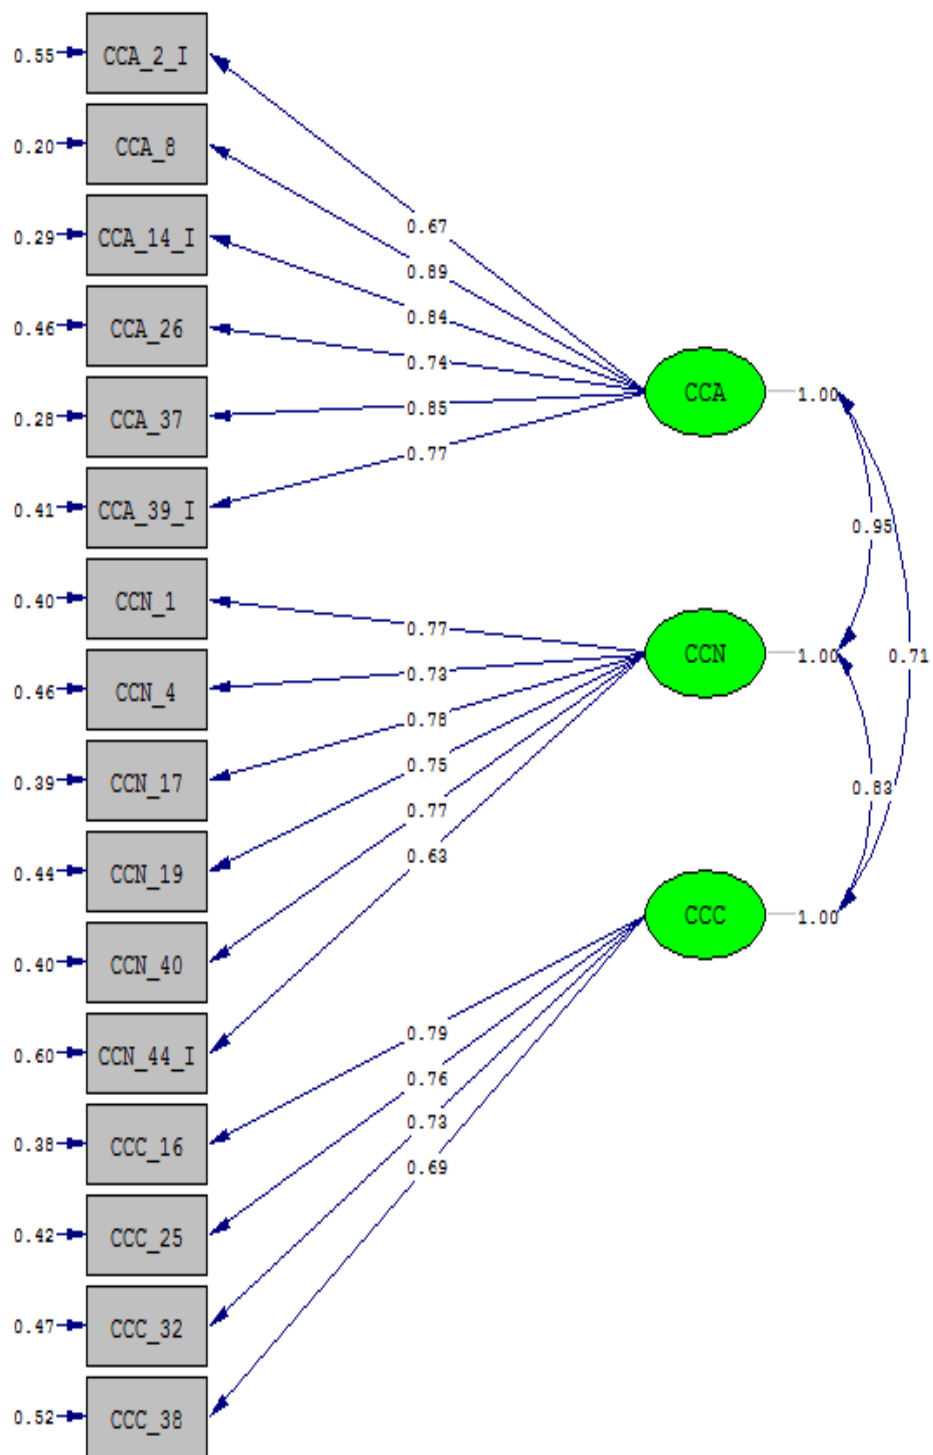 0.55 CCA_2_I
0.20 CCA_8
0.29 CCA_14_I
0.46 CCA_26
0.28 CCA_37
0.41 CCA_39_I
0.40 CCN_1
0.46 CCN_4
0.39 CCN_17
0.44 CCN_19
0.40 CCN_40
0.60 CCN_44_I
0.38 CCC_16
0.42 CCC_25
0.47 CCC_32
0.52 CCC_38
0.67
0.89
0.84
0.74
0.85
0.77
0.77
0.73
0.78
0.75
0.77
0.63
0.79
0.76
0.73
0.69
CCA 1.00
CCN 1.00
CCC 1.00
0.95
0.71
0.83